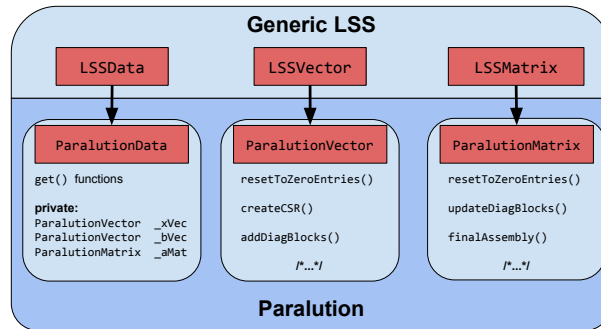 Generic LSS
LSSData
LSSVector
LSSMatrix
ParalutionData
get() functions
private:
ParalutionVector _xVec
ParalutionVector _bVec
ParalutionMatrix _aMat
ParalutionVector
resetToZeroEntries()
createCSR()
addDiagBlocks()
/*...*/
ParalutionMatrix
resetToZeroEntries()
updateDiagBlocks()
finalAssembly()
/*...*/
Paralution